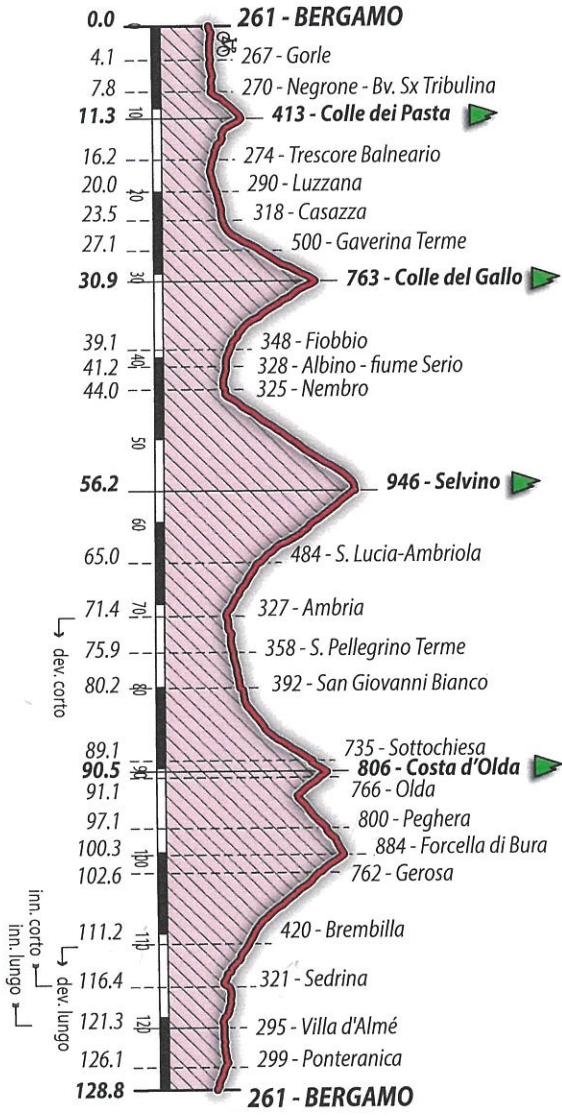 0.0 261 - BERGAMO
0
4.1 267 - Gorle
7.8 270 - Negrone - Bv. Sx Tribulina
10
11.3 413 - Colle dei Pasta
16.2 274 - Trescore Balneario
20.0 290 - Luzzana
20
23.5 318 - Casazza
27.1 500 - Gaverina Terme
30
30.9 763 - Colle del Gallo
39.1 348 - Fiobbio
40
41.2 328 - Albino - fiume Serio
44.0 325 - Nembro
50
56.2 946 - Selvino
60
65.0 484 - S. Lucia-Ambriola
70
71.4 327 - Ambria
dev. corto
75.9 358 - S. Pellegrino Terme
80.2 392 - San Giovanni Bianco
80
89.1 735 - Sottochiesa
90
90.5 806 - Costa d'Olda
91.1 766 - Olda
97.1 800 - Peghera
100
100.3 884 - Forcella di Bura
102.6 762 - Gerosa
110
111.2 420 - Brembilla
dev. lungo
inn. corto
inn. lungo
116.4 321 - Sedrina
120
121.3 295 - Villa d'Almé
126.1 299 - Ponteranica
128.8 261 - BERGAMO